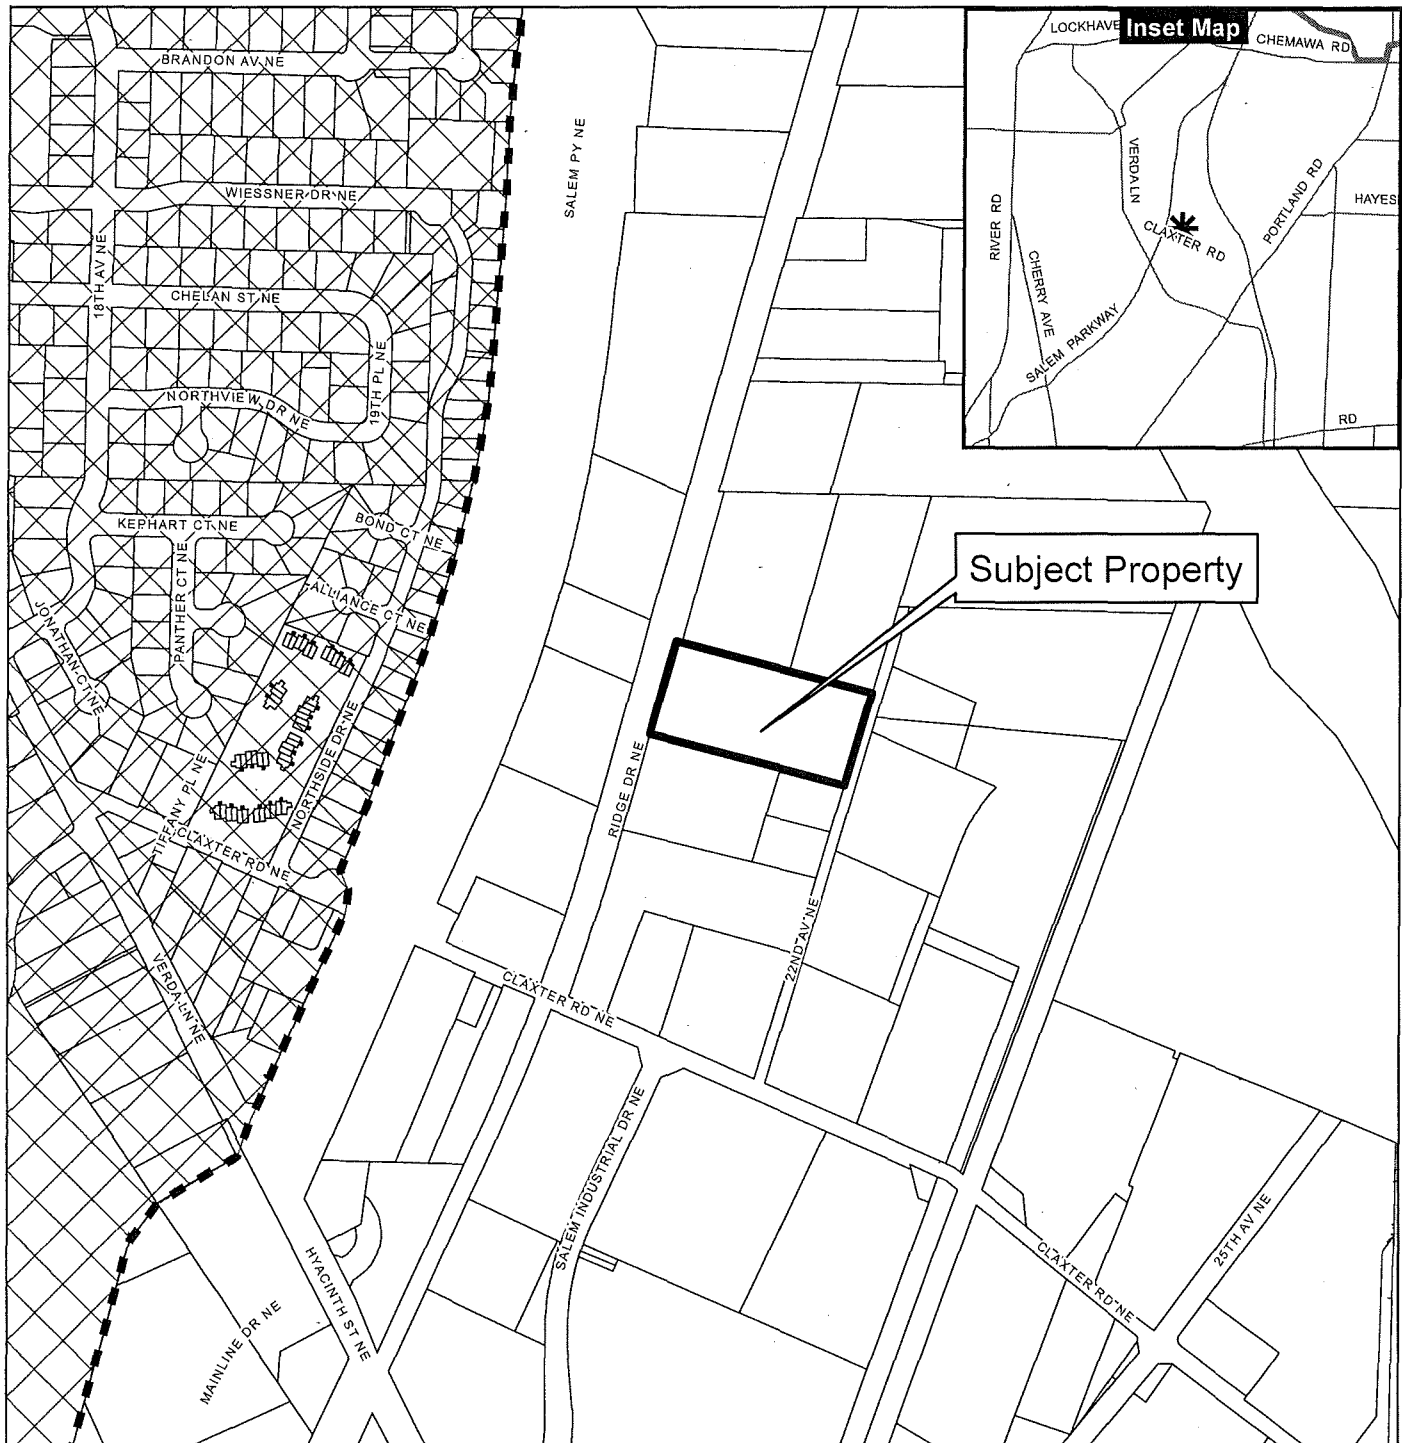 BRANDON AV NE
WIESSNER DR NE
18TH AV NE
CHELAN ST NE
19TH PL NE
NORTHVIEW DR NE
KEPHART CT NE
BOND CT NE
PANTHER CT NE
ALLIANCE CT NE
JONATHAN CT NE
NORTHSIDE DR NE
TIFFANY PL NE
CLAXTER RD NE
VERDA LN NE
SALEM PY NE
Inset Map
LOCKHAVE
CHEMAWA RD
VERDA LN
PORTLAND RD
HAYES
RIVER RD
CLAXTER RD
CHERRY AVE
SALEM PARKWAY
RD
Subject Property
RIDGE DR NE
22ND AV NE
CLAXTER RD NE
SALEM INDUSTRIAL DR NE
HYACINTH ST NE
MAINLINE DR NE
25TH AV NE
CLAXTER RD NE